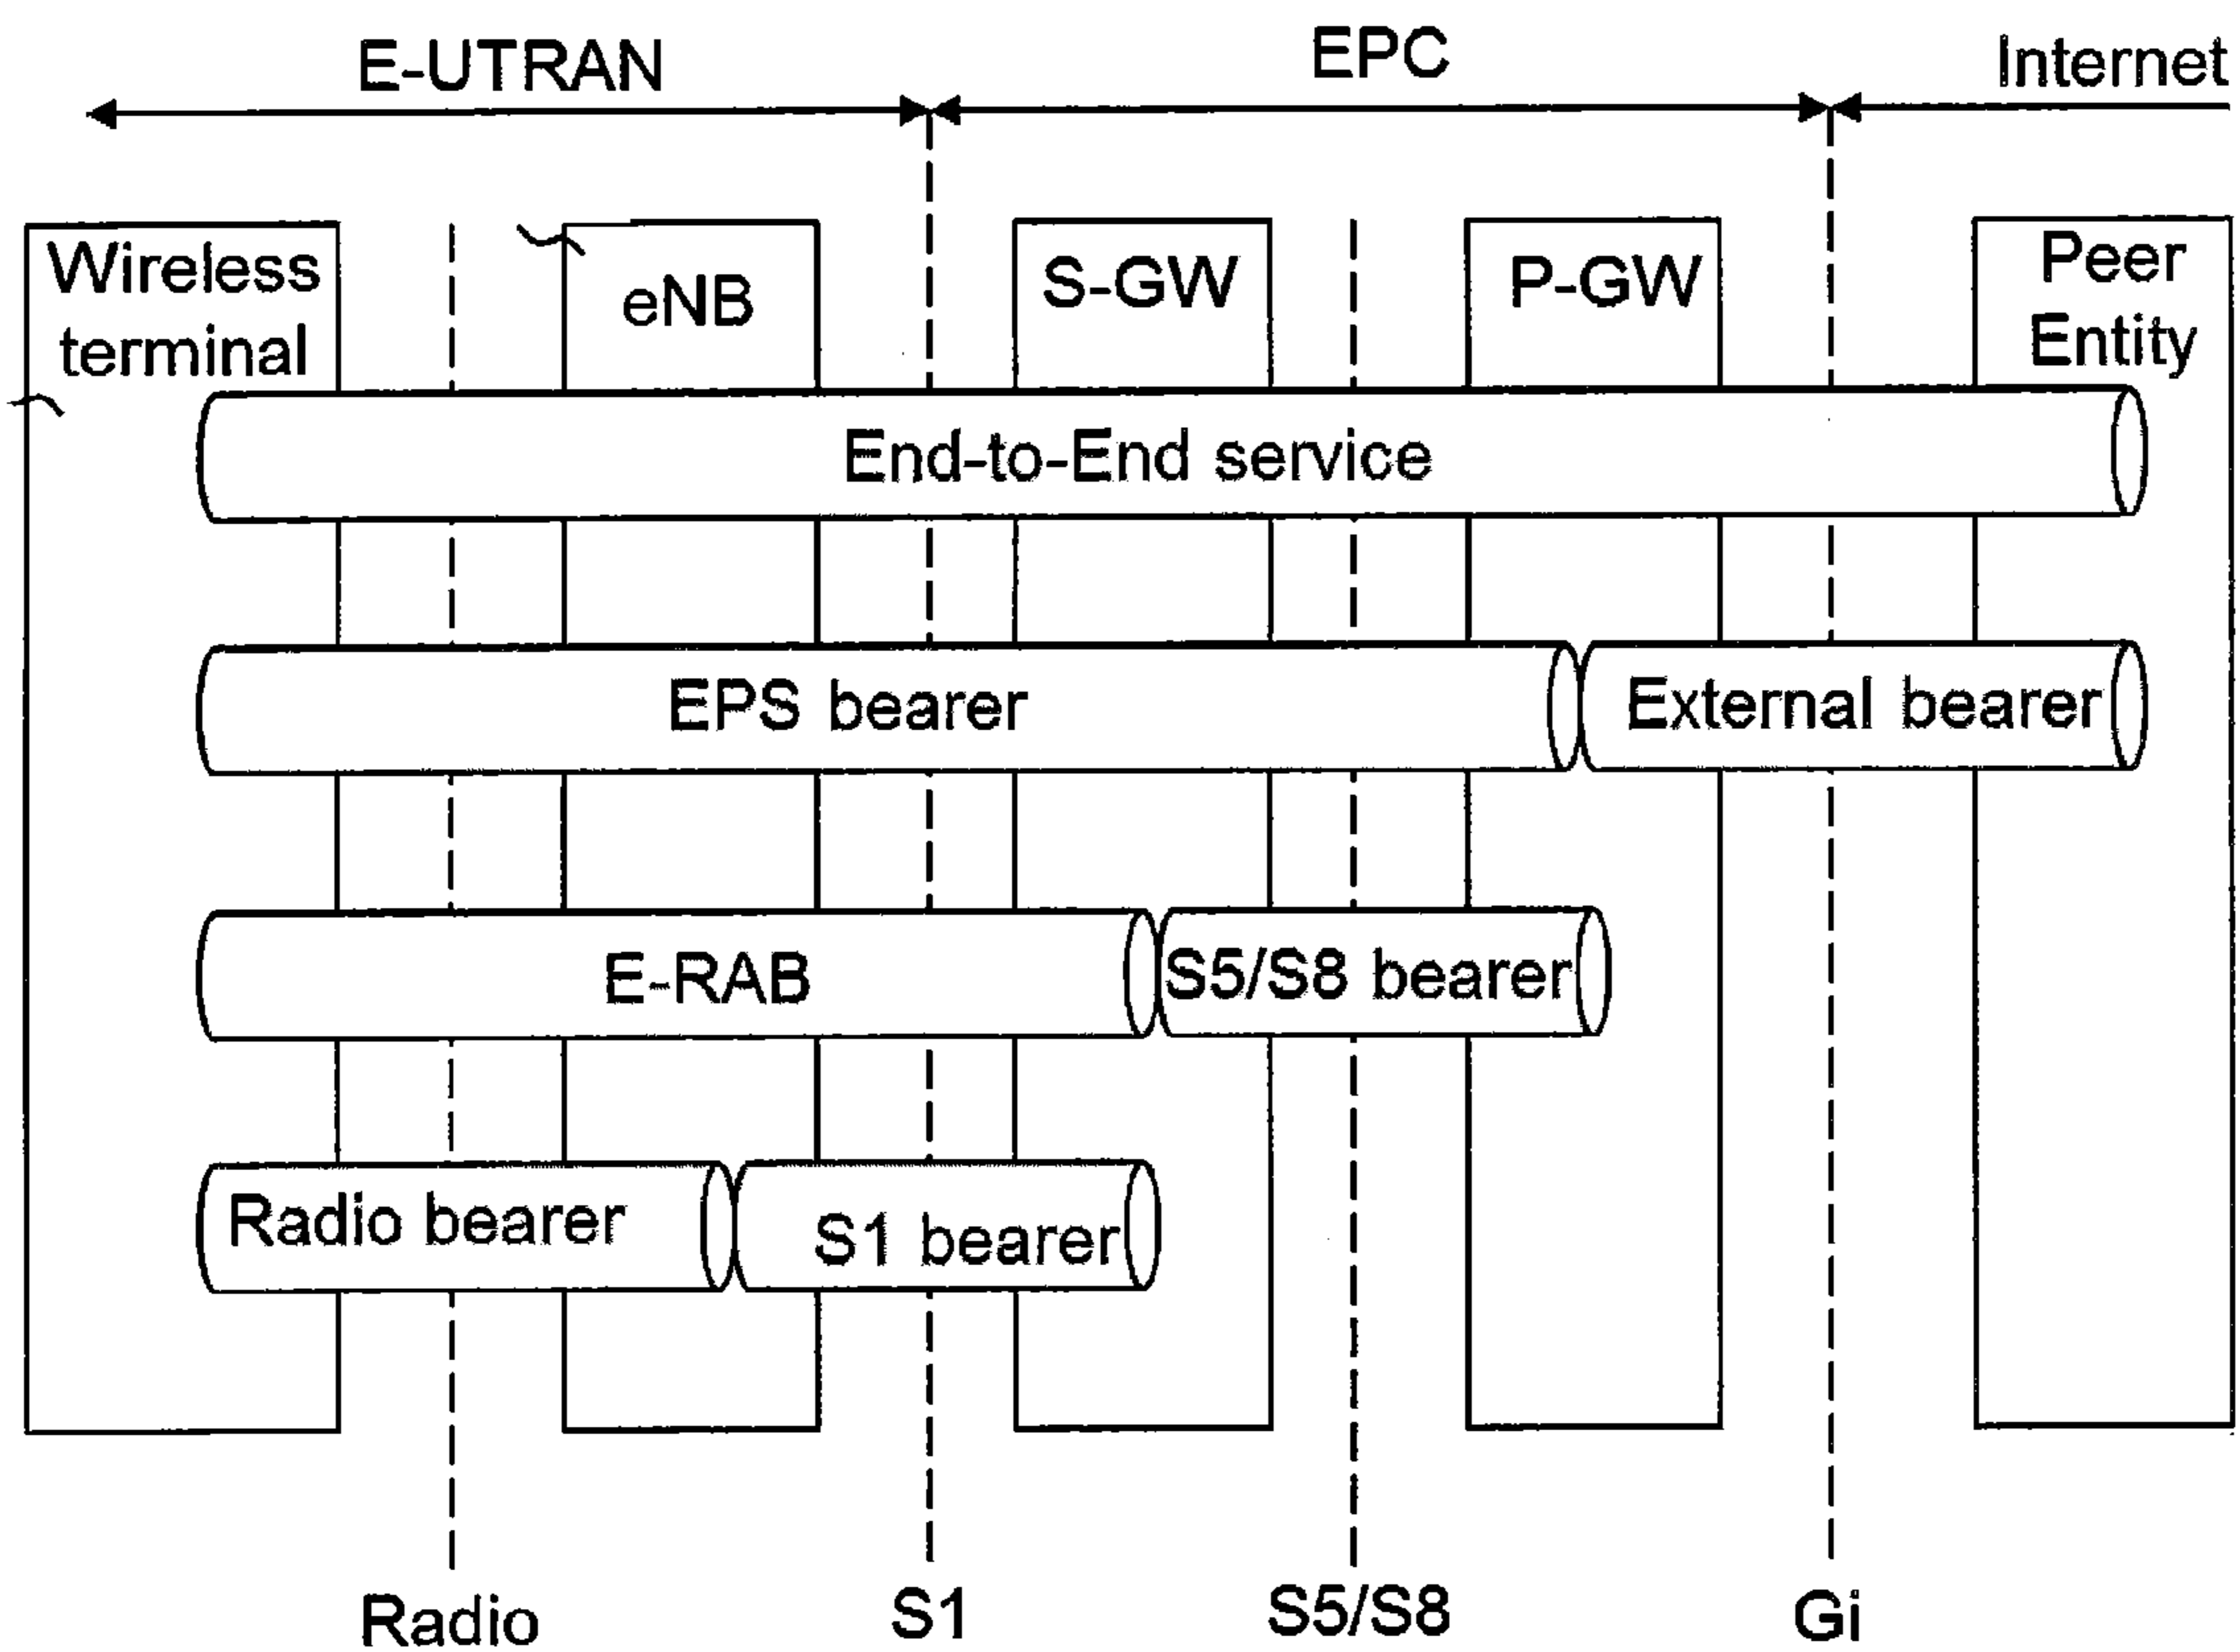 E-UTRAN
EPC
Internet
Wireless
terminal
eNB
S-GW
P-GW
Peer
Entity
End-to-End service
EPS bearer
External bearer
E-RAB
S5/S8 bearer
Radio bearer
S1 bearer
Radio
S1
S5/S8
Gi